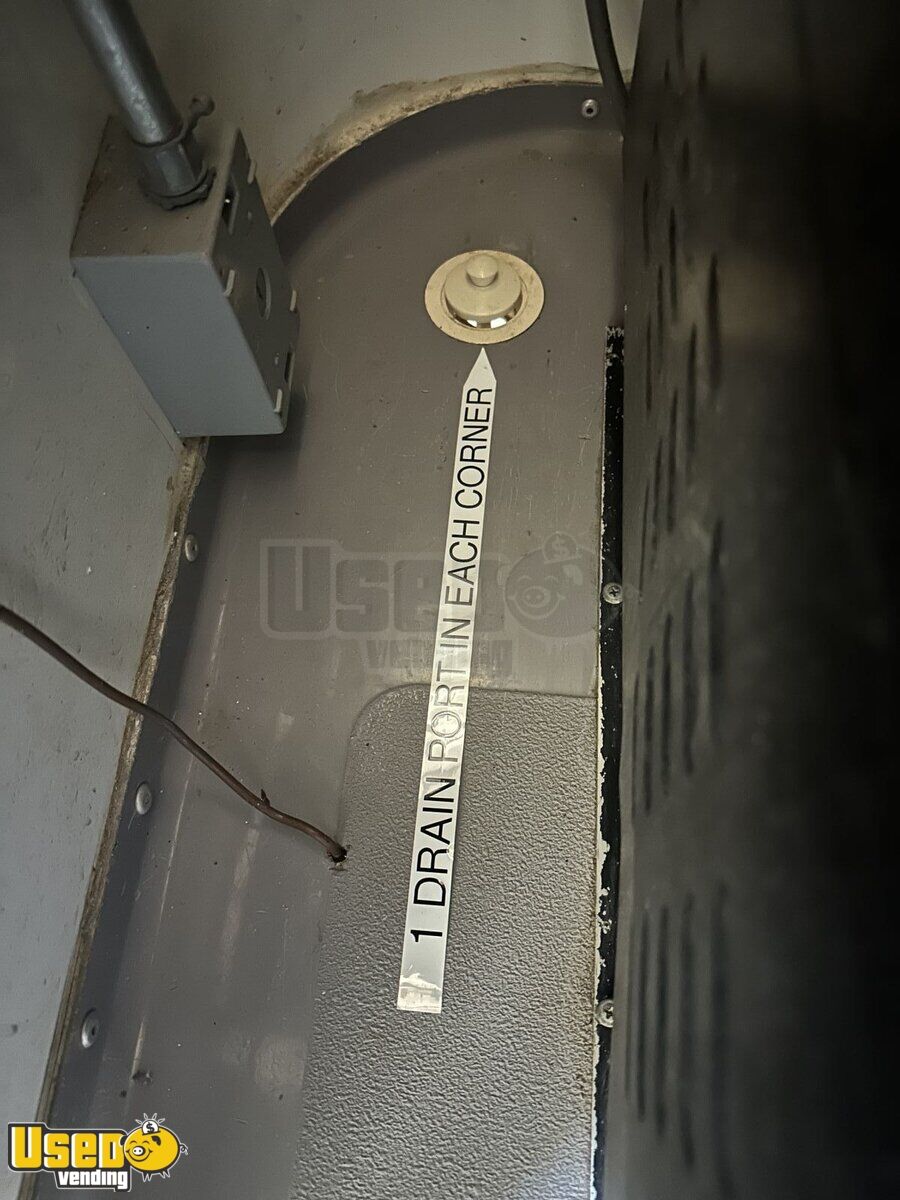 1 DRAIN PORT IN EACH CORNER
Used
vending
Used
vending